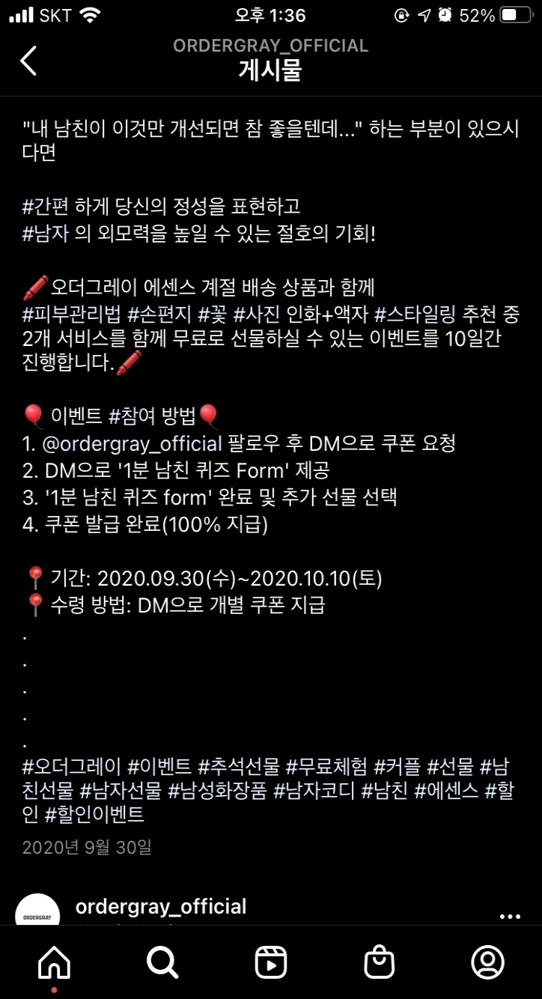 SKT 오후 1:36 52%
ORDERGRAY_OFFICIAL
게시물
"내 남친이 이것만 개선되면 참 좋을텐데..." 하는 부분이 있으시
다면
#간편 하게 당신의 정성을 표현하고
#남자 의 외모력을 높일 수 있는 절호의 기회!
🖍오더그레이 에센스 계절 배송 상품과 함께
#피부관리법 #손편지 #꽃 #사진 인화+액자 #스타일링 추천 중
2개 서비스를 함께 무료로 선물하실 수 있는 이벤트를 10일간
진행합니다.🖍
🎈 이벤트 #참여 방법🎈
1. @ordergray_official 팔로우 후 DM으로 쿠폰 요청
2. DM으로 '1분 남친 퀴즈 Form' 제공
3. '1분 남친 퀴즈 form' 완료 및 추가 선물 선택
4. 쿠폰 발급 완료(100% 지급)
📍 기간: 2020.09.30(수)~2020.10.10(토)
📍 수령 방법: DM으로 개별 쿠폰 지급
.
.
.
.
.
#오더그레이 #이벤트 #추석선물 #무료체험 #커플 #선물 #남
친선물 #남자선물 #남성화장품 #남자코디 #남친 #에센스 #할
인 #할인이벤트
2020년 9월 30일
ORDERGRAY
ordergray_official